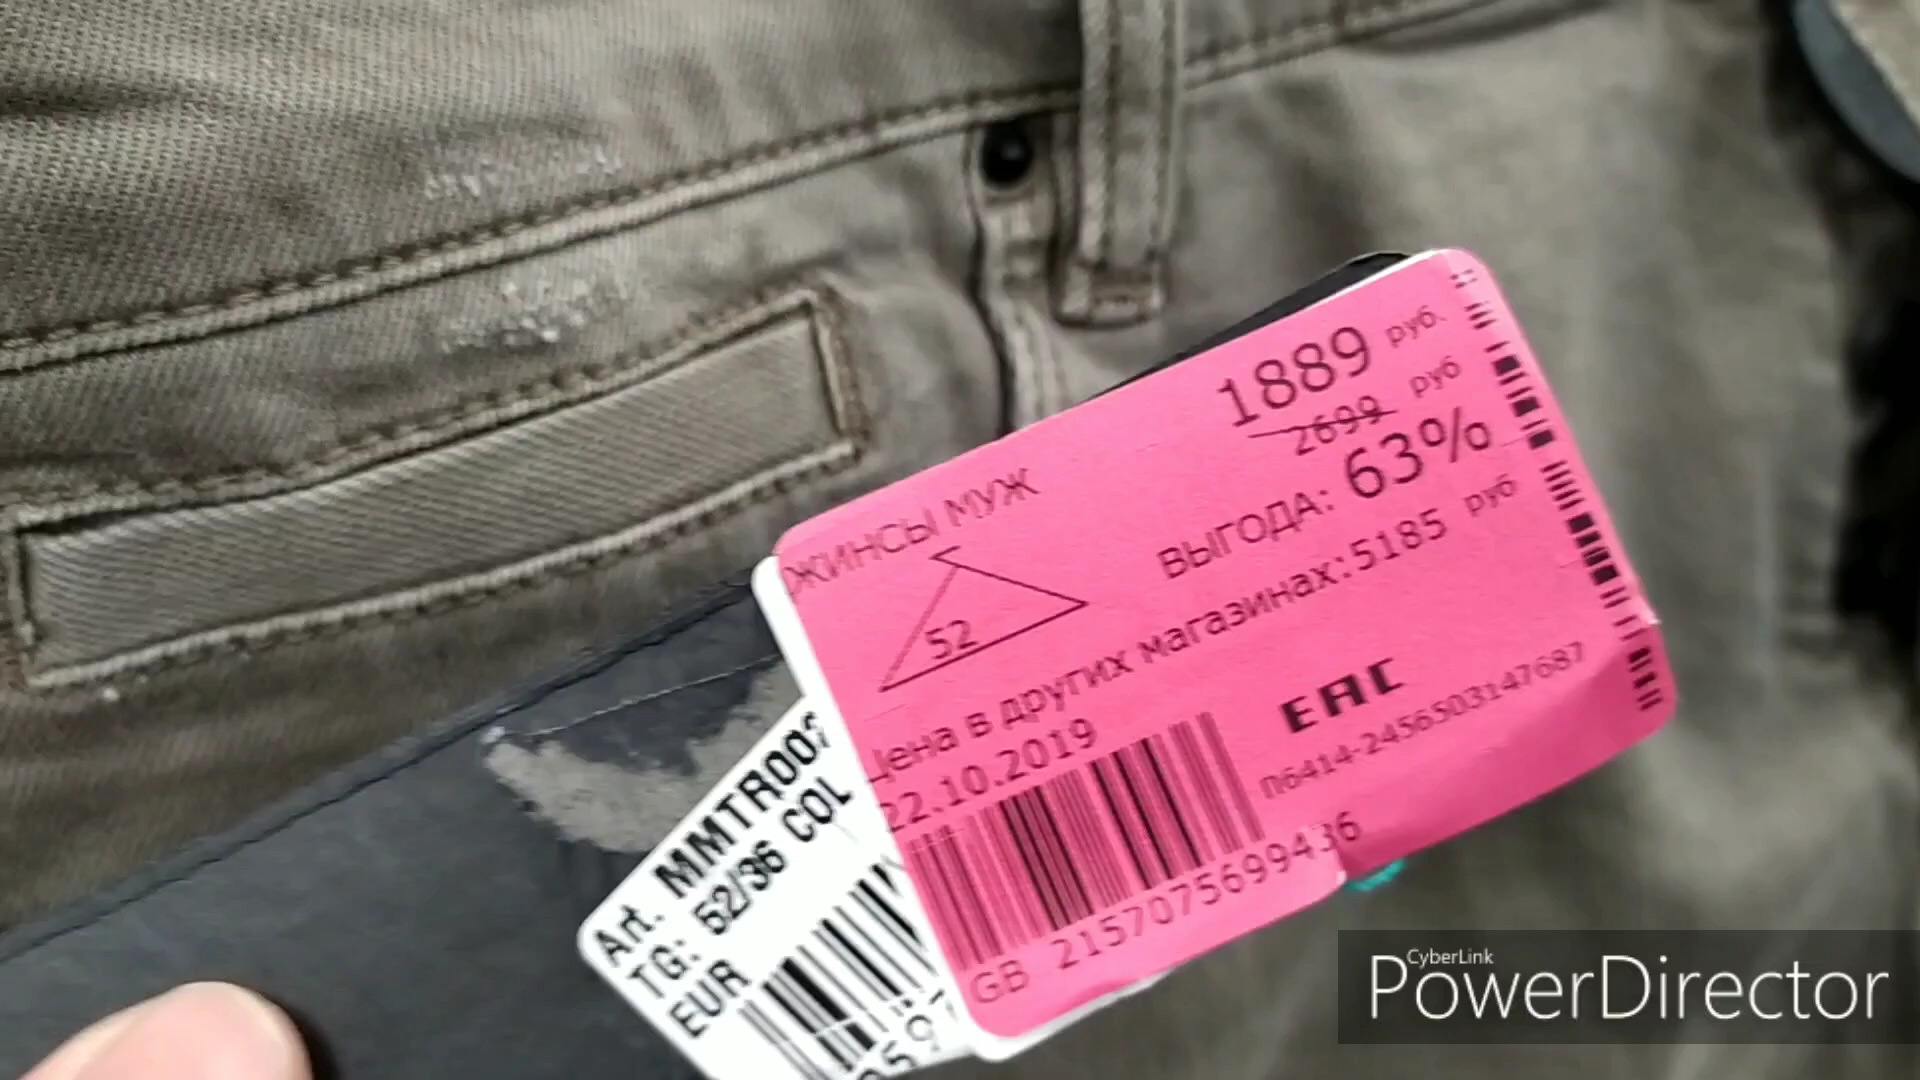 1889 руб.
2699 руб
ВЫГОДА: 63%
ДЖИНСЫ МУЖ
52
Цена в других магазинах: 5185 руб
22.10.2019
EAC
П6414-2456503147687
GB 2157075699436
Art. MMTR00
TG: 52/36 COL
EUR
CyberLink
PowerDirector